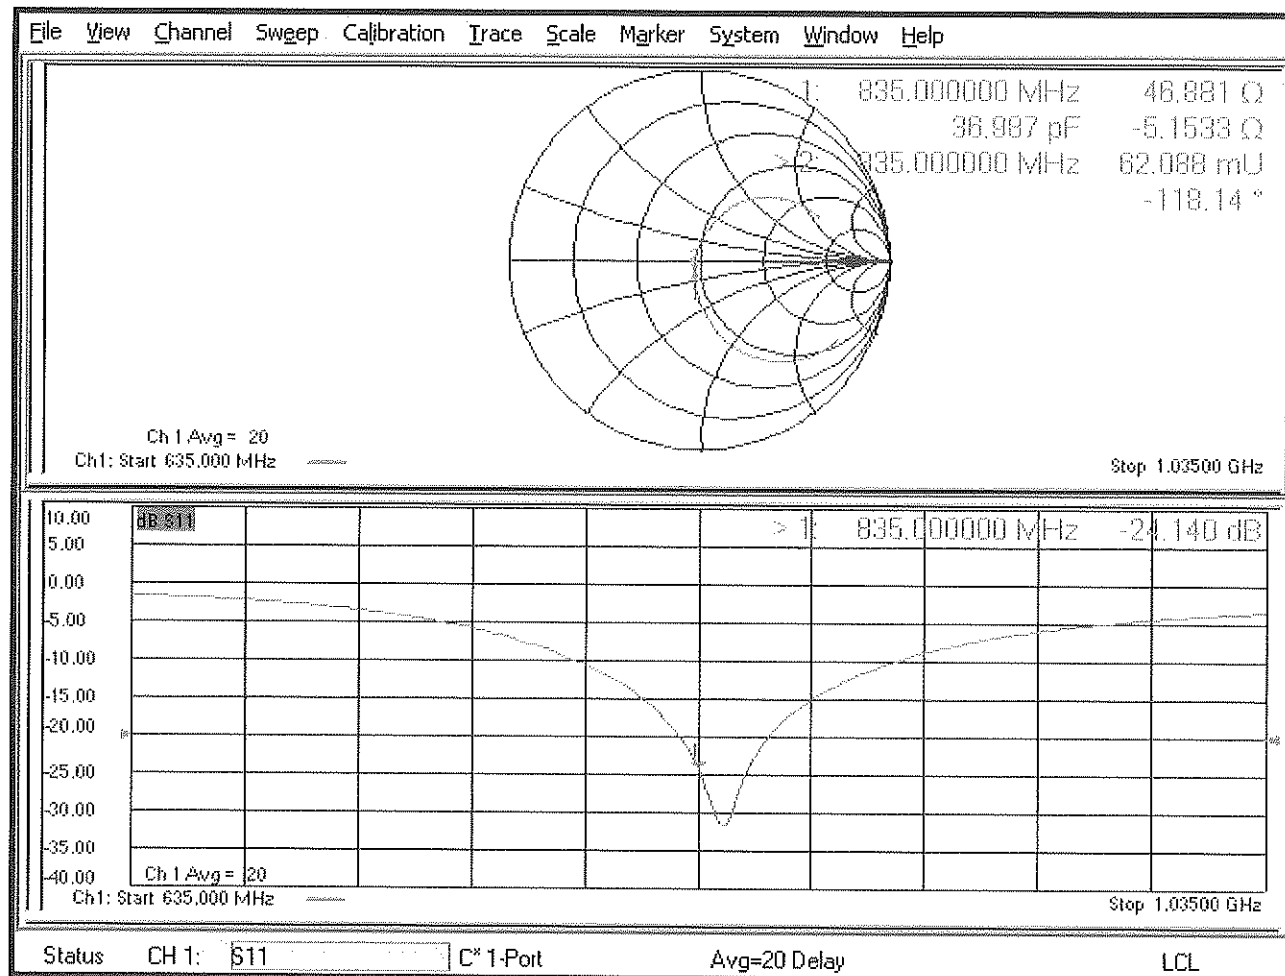 File View Channel Sweep Calibration Trace Scale Marker System Window Help
1: 835.000000 MHz 46.881 Ω
36.987 pF -5.1533 Ω
> 2: 835.000000 MHz 62.088 mU
-118.14 °
Ch 1 Avg = 20
Ch1: Start 635.000 MHz
Stop 1.03500 GHz
10.00
dB S11
> 1: 835.000000 MHz -24.140 dB
5.00
0.00
-5.00
-10.00
-15.00
-20.00
-25.00
-30.00
-35.00
-40.00
Ch 1 Avg = 20
Ch1: Start 635.000 MHz
Stop 1.03500 GHz
Status CH 1: S11 C* 1-Port Avg=20 Delay LCL